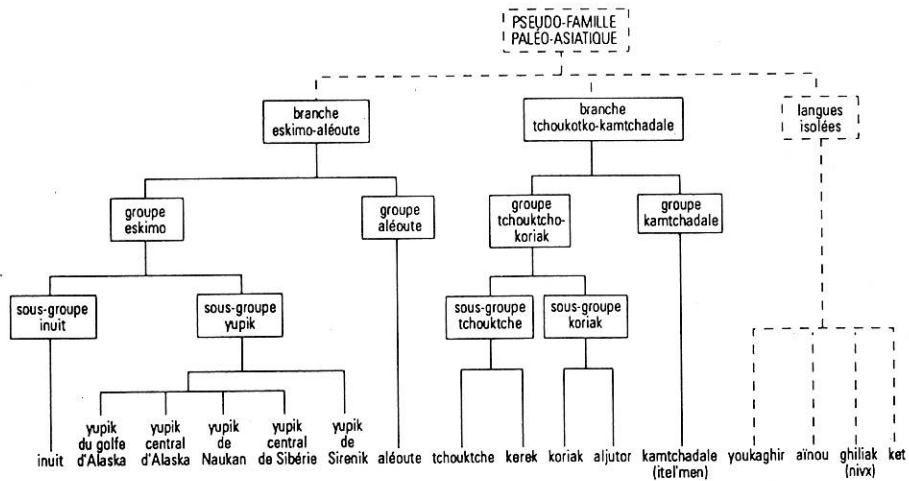 PSEUDO-FAMILLE
PALÉO-ASIATIQUE
branche
eskimo-aléoute
branche
tchoukotko-kamtchadale
langues
isolées
groupe
eskimo
groupe
aléoute
groupe
tchouktcho-
koriak
groupe
kamtchadale
sous-groupe
inuit
sous-groupe
yupik
sous-groupe
tchouktche
sous-groupe
koriak
inuit
yupik
du golfe
d'Alaska
yupik
central
d'Alaska
yupik
de
Naukan
yupik
central
de Sibérie
yupik
de
Sirenik
aléoute
tchouktche
kerek
koriak
aljutor
kamtchadale
(itel'men)
youkaghir
aïnou
ghiliak
(nivx)
ket